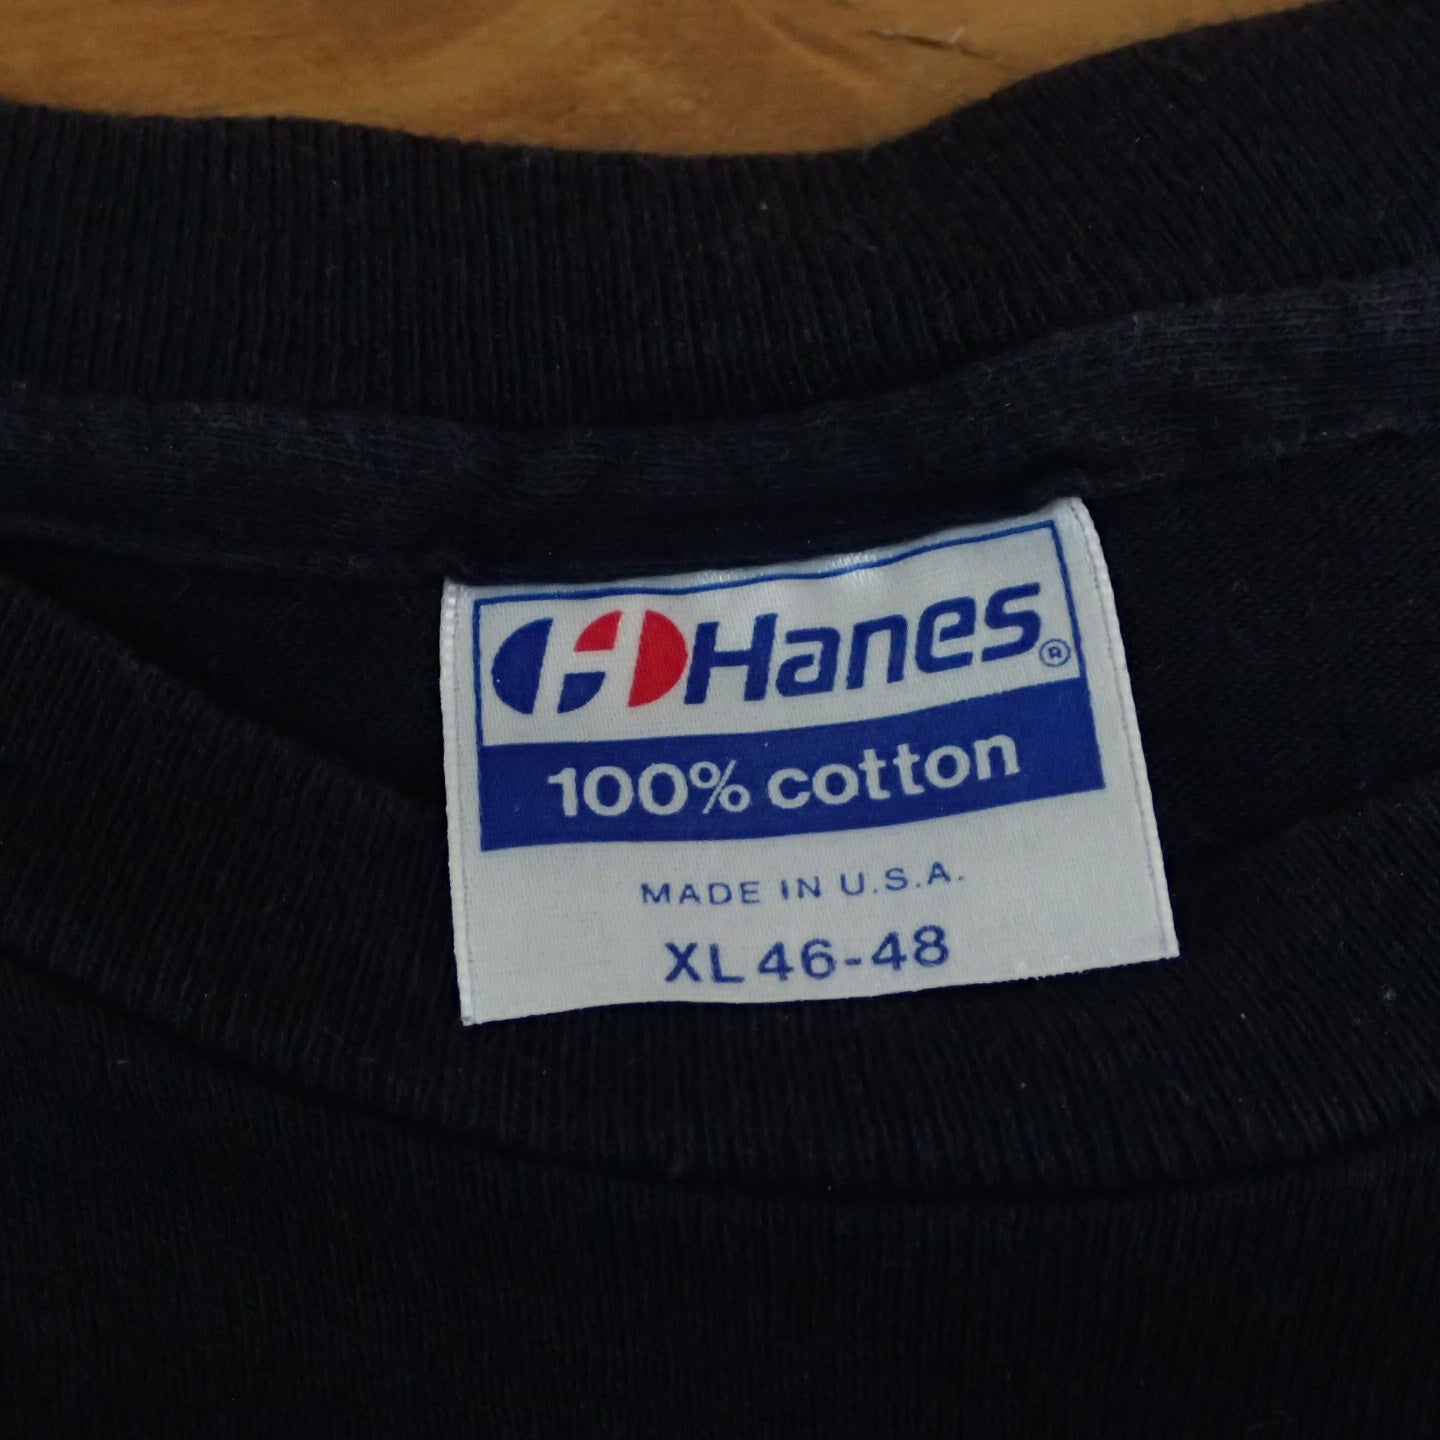 Hanes®
100% cotton
MADE IN U.S.A.
XL 46-48